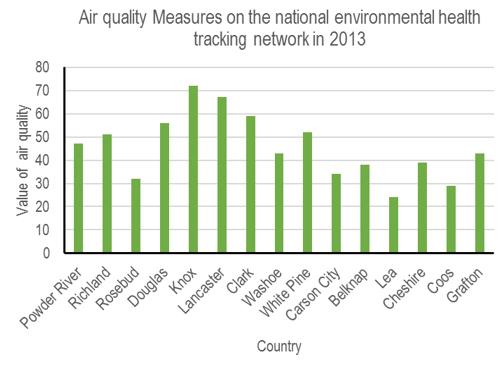 Air quality Measures on the national environmental health
tracking network in 2013
Value of air quality
80
70
60
50
40
30
20
10
0
Powder River
Richland
Rosebud
Douglas
Knox
Lancaster
Clark
Washoe
White Pine
Carson City
Belknap
Lea
Cheshire
Coos
Grafton
Country